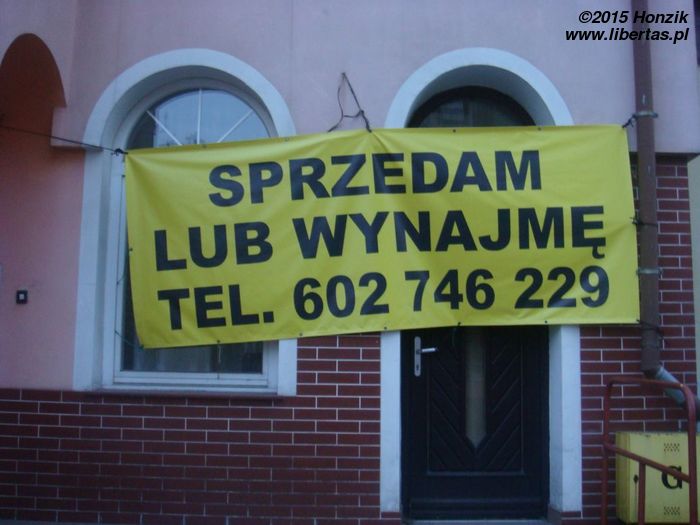 ©2015 Honzik
www.libertas.pl
SPRZEDAM
LUB WYNAJMĘ
TEL. 602 746 229
G